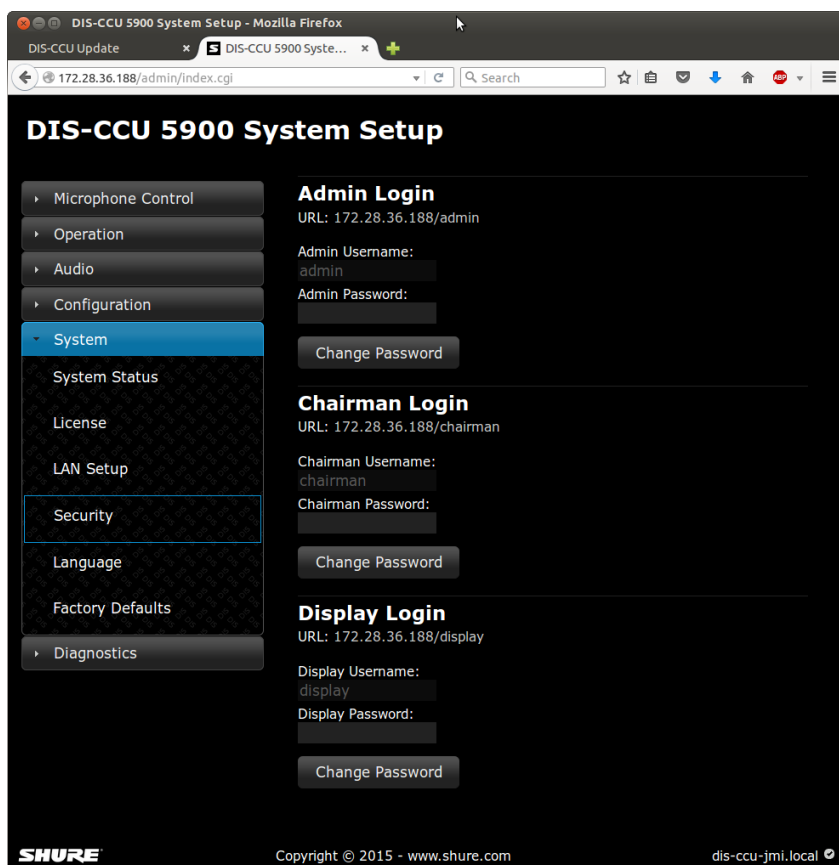 DIS-CCU 5900 System Setup - Mozilla Firefox
DIS-CCU Update
DIS-CCU 5900 Syste...
172.28.36.188/admin/index.cgi
Search
ABP
DIS-CCU 5900 System Setup
Microphone Control
Operation
Audio
Configuration
System
System Status
License
LAN Setup
Security
Language
Factory Defaults
Diagnostics
Admin Login
URL: 172.28.36.188/admin
Admin Username:
admin
Admin Password:
Change Password
Chairman Login
URL: 172.28.36.188/chairman
Chairman Username:
chairman
Chairman Password:
Change Password
Display Login
URL: 172.28.36.188/display
Display Username:
display
Display Password:
Change Password
SHURE
Copyright © 2015 - www.shure.com
dis-ccu-jmi.local